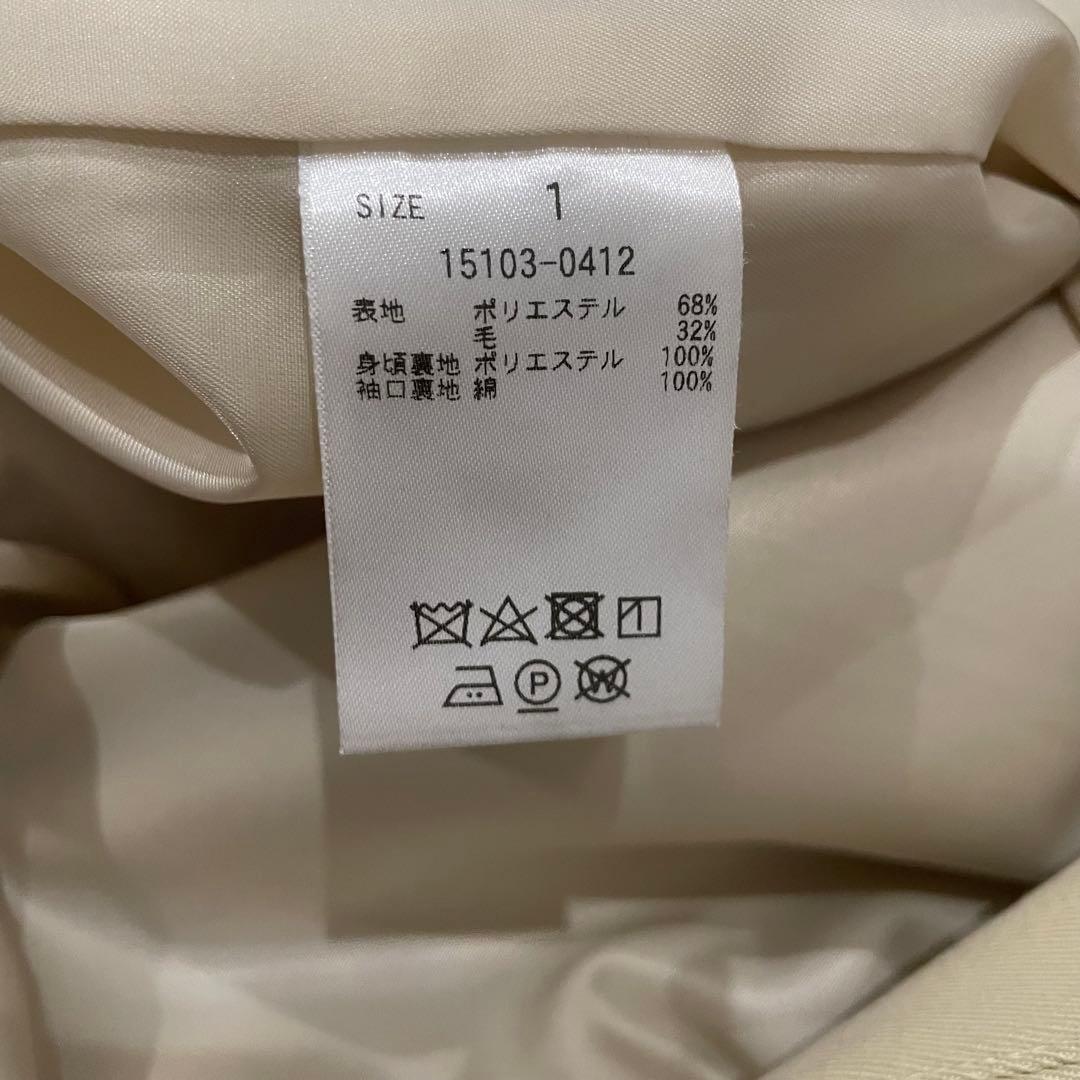 SIZE 1
15103-0412
表地 ポリエステル 68%
毛 32%
身頃裏地 ポリエステル 100%
袖口裏地 綿 100%
P W